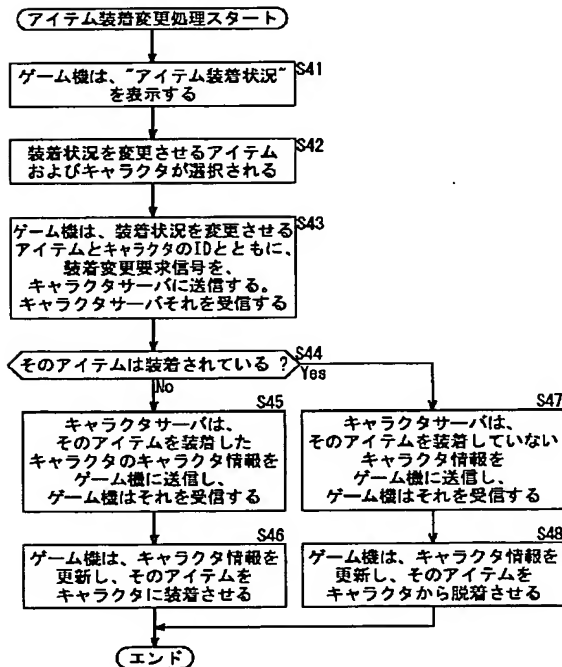 アイテム装着変更処理スタート
S41
ゲーム機は、"アイテム装着状況"
を表示する
S42
装着状況を変更させるアイテム
およびキャラクタが選択される
S43
ゲーム機は、装着状況を変更させる
アイテムとキャラクタのIDとともに、
装着変更要求信号を、
キャラクタサーバに送信する。
キャラクタサーバそれを受信する
S44
そのアイテムは装着されている ?
Yes
No
S45
キャラクタサーバは、
そのアイテムを装着した
キャラクタのキャラクタ情報を
ゲーム機に送信し、
ゲーム機はそれを受信する
S47
キャラクタサーバは、
そのアイテムを装着していない
キャラクタ情報を
ゲーム機に送信し、
ゲーム機はそれを受信する
S46
ゲーム機は、キャラクタ情報を
更新し、そのアイテムを
キャラクタに装着させる
S48
ゲーム機は、キャラクタ情報を
更新し、そのアイテムを
キャラクタから脱着させる
エンド